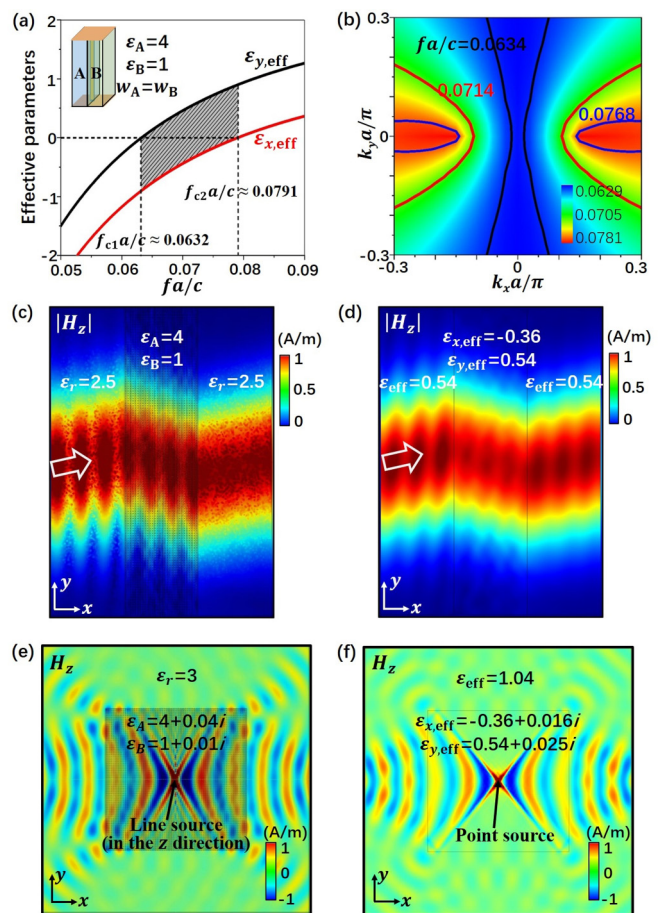 (a)
ε_A=4
ε_B=1
w_A=w_B
A B
ε_y,eff
ε_x,eff
Effective parameters
1
0
-1
-2
f_c2a/c≈0.0791
f_c1a/c≈0.0632
0.05 0.06 0.07 0.08 0.09
fa/c
(b)
fa/c=0.0634
0.0714
0.0768
k_ya/π
0.3
0
-0.3
0.0629
0.0705
0.0781
-0.3 0 0.3
k_xa/π
(c)
|H_z|
ε_A=4
ε_B=1
ε_r=2.5
ε_r=2.5
(A/m)
1
0.5
0
y
x
(d)
|H_z|
ε_x,eff=-0.36
ε_y,eff=0.54
ε_eff=0.54
ε_eff=0.54
(A/m)
1
0.5
0
y
x
(e)
H_z
ε_r=3
ε_A=4+0.04i
ε_B=1+0.01i
Line source
(in the z direction)
(A/m)
1
0
-1
y
x
(f)
H_z
ε_eff=1.04
ε_x,eff=-0.36+0.016i
ε_y,eff=0.54+0.025i
Point source
(A/m)
1
0
-1
y
x